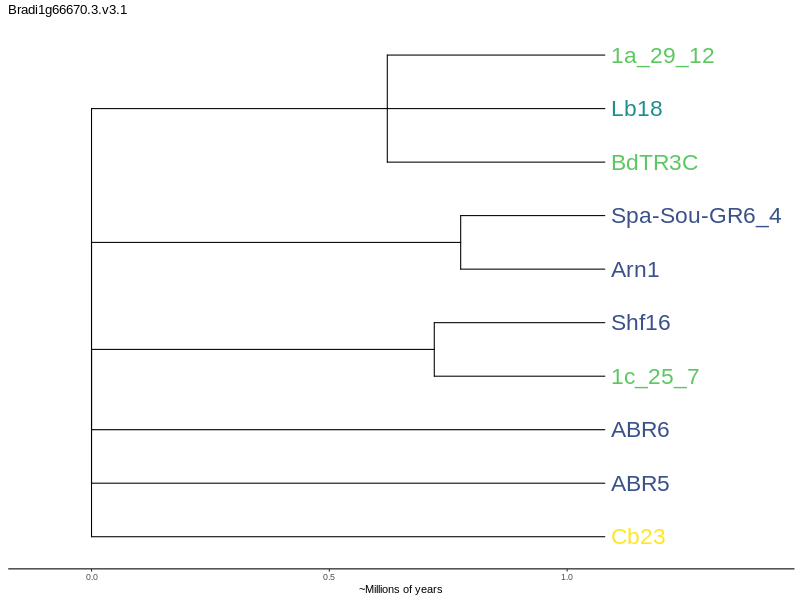 Bradi1g66670.3.v3.1
1a_29_12
Lb18
BdTR3C
Spa-Sou-GR6_4
Arn1
Shf16
1c_25_7
ABR6
ABR5
Cb23
0.0 0.5 1.0
~Millions of years